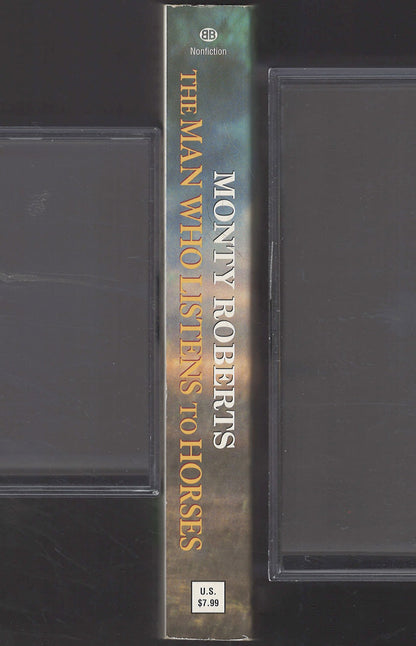 BB
Nonfiction
MONTY ROBERTS
THE MAN WHO LISTENS TO HORSES
U.S.
$7.99